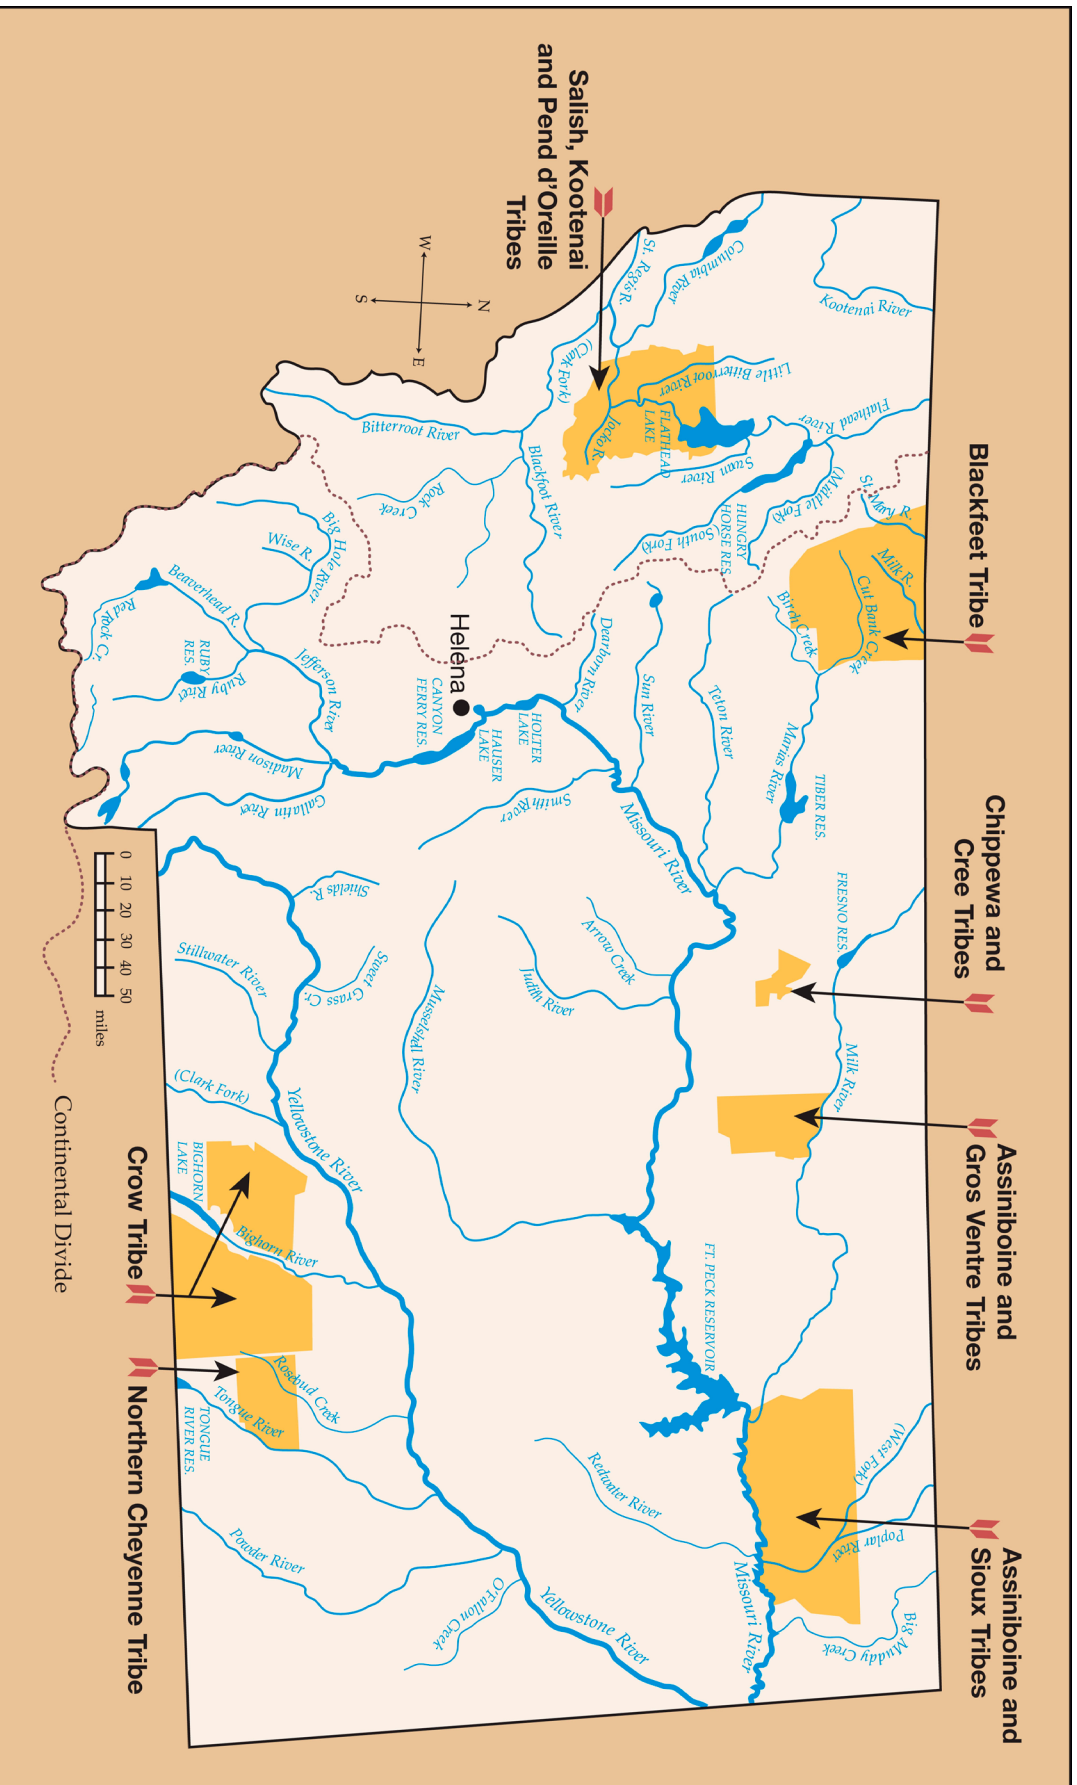 Blackfeet Tribe
Chippewa and
Cree Tribes
Assiniboine and
Gros Ventre Tribes
Assiniboine and
Sioux Tribes
Salish, Kootenai
and Pend d’Oreille
Tribes
Kootenai River
Flathead River
St. Mary R.
Milk R.
Cut Bank Creek
Birch Creek
(Middle Fork)
Columbia River
St. Regis R.
Little Bitterroot River
FLATHEAD
LAKE
Jocko R.
Swan River
HUNGRY
HORSE RES.
(South Fork)
(Clark Fork)
Marias River
TIBER RES.
FRESNO RES.
Milk River
(West Fork)
Poplar River
Big Muddy Creek
Teton River
Sun River
Dearborn River
Missouri River
Smith River
Arrow Creek
Judith River
FT. PECK RESERVOIR
Missouri River
Redwater River
Bitterroot River
Blackfoot River
Rock Creek
Helena
HOLTER
LAKE
HAUSER
LAKE
CANYON
FERRY RES.
Musselshell River
W
N
S
E
Big Hole River
Wise R.
Beaverhead R.
Red Rock Cr.
RUBY
RES.
Ruby River
Jefferson River
Madison River
Gallatin River
Shields R.
Sweet Grass Cr.
Stillwater River
(Clark Fork)
Yellowstone River
BIGHORN
LAKE
Bighorn River
Rosebud Creek
Tongue River
TONGUE
RIVER RES.
Powder River
O'Fallon Creek
Yellowstone River
0 10 20 30 40 50
miles
Continental Divide
Crow Tribe
Northern Cheyenne Tribe